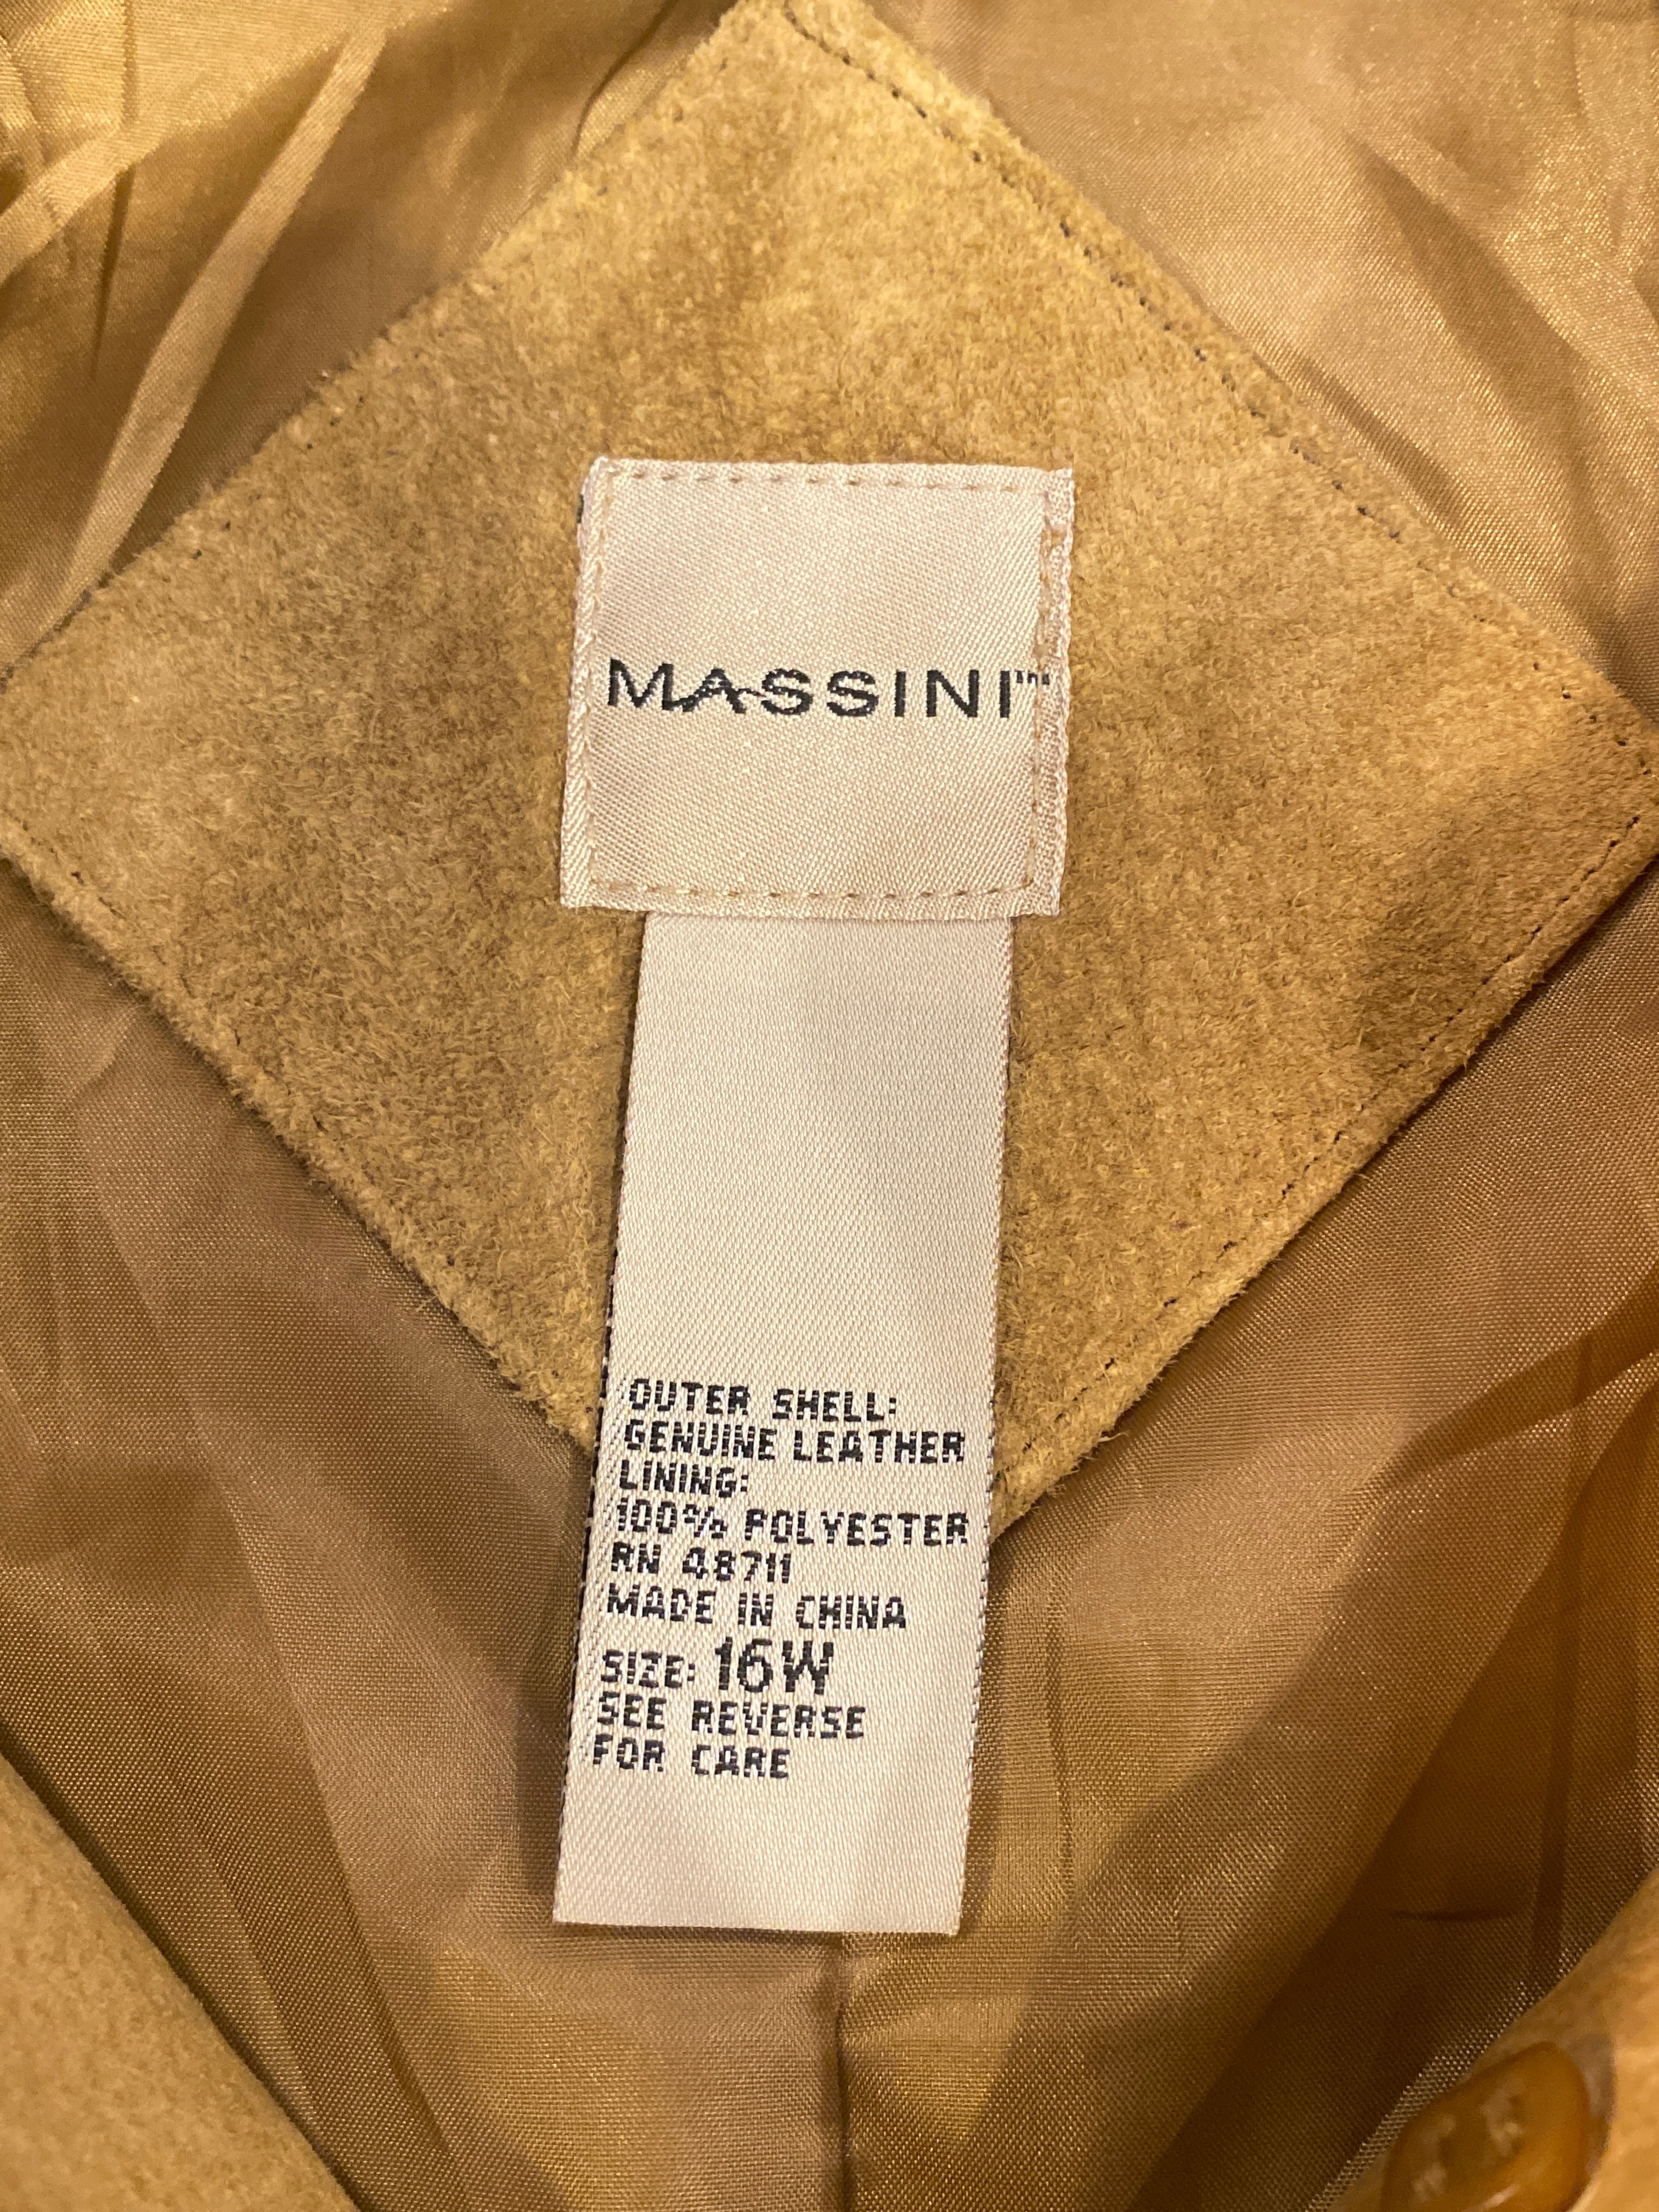 MASSINI™
OUTER SHELL:
GENUINE LEATHER
LINING:
100% POLYESTER
RN 48711
MADE IN CHINA
SIZE: 16W
SEE REVERSE
FOR CARE